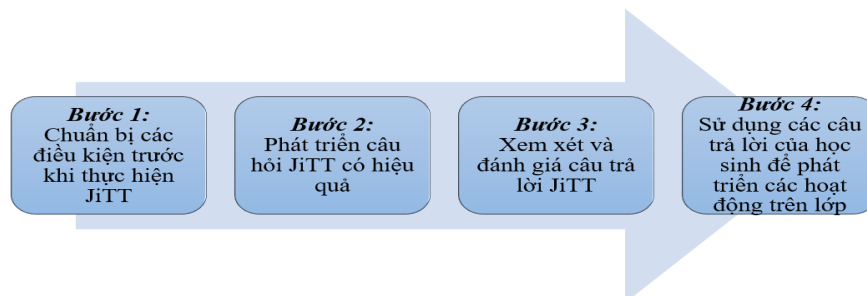 Bước 1:
Chuẩn bị các
điều kiện trước
khi thực hiện
JiTT
Bước 2:
Phát triển câu
hỏi JiTT có hiệu
quả
Bước 3:
Xem xét và
đánh giá câu trả
lời JiTT
Bước 4:
Sử dụng các câu
trả lời của học
sinh để phát
triển các hoạt
động trên lớp